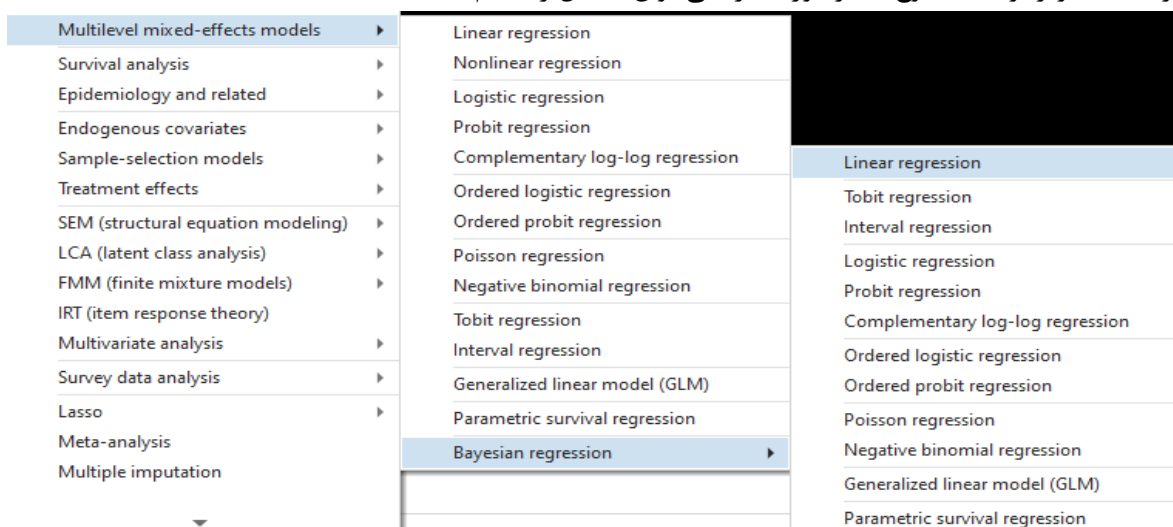 Multilevel mixed-effects models
Survival analysis
Epidemiology and related
Endogenous covariates
Sample-selection models
Treatment effects
SEM (structural equation modeling)
LCA (latent class analysis)
FMM (finite mixture models)
IRT (item response theory)
Multivariate analysis
Survey data analysis
Lasso
Meta-analysis
Multiple imputation
Linear regression
Nonlinear regression
Logistic regression
Probit regression
Complementary log-log regression
Ordered logistic regression
Ordered probit regression
Poisson regression
Negative binomial regression
Tobit regression
Interval regression
Generalized linear model (GLM)
Parametric survival regression
Bayesian regression
Linear regression
Tobit regression
Interval regression
Logistic regression
Probit regression
Complementary log-log regression
Ordered logistic regression
Ordered probit regression
Poisson regression
Negative binomial regression
Generalized linear model (GLM)
Parametric survival regression